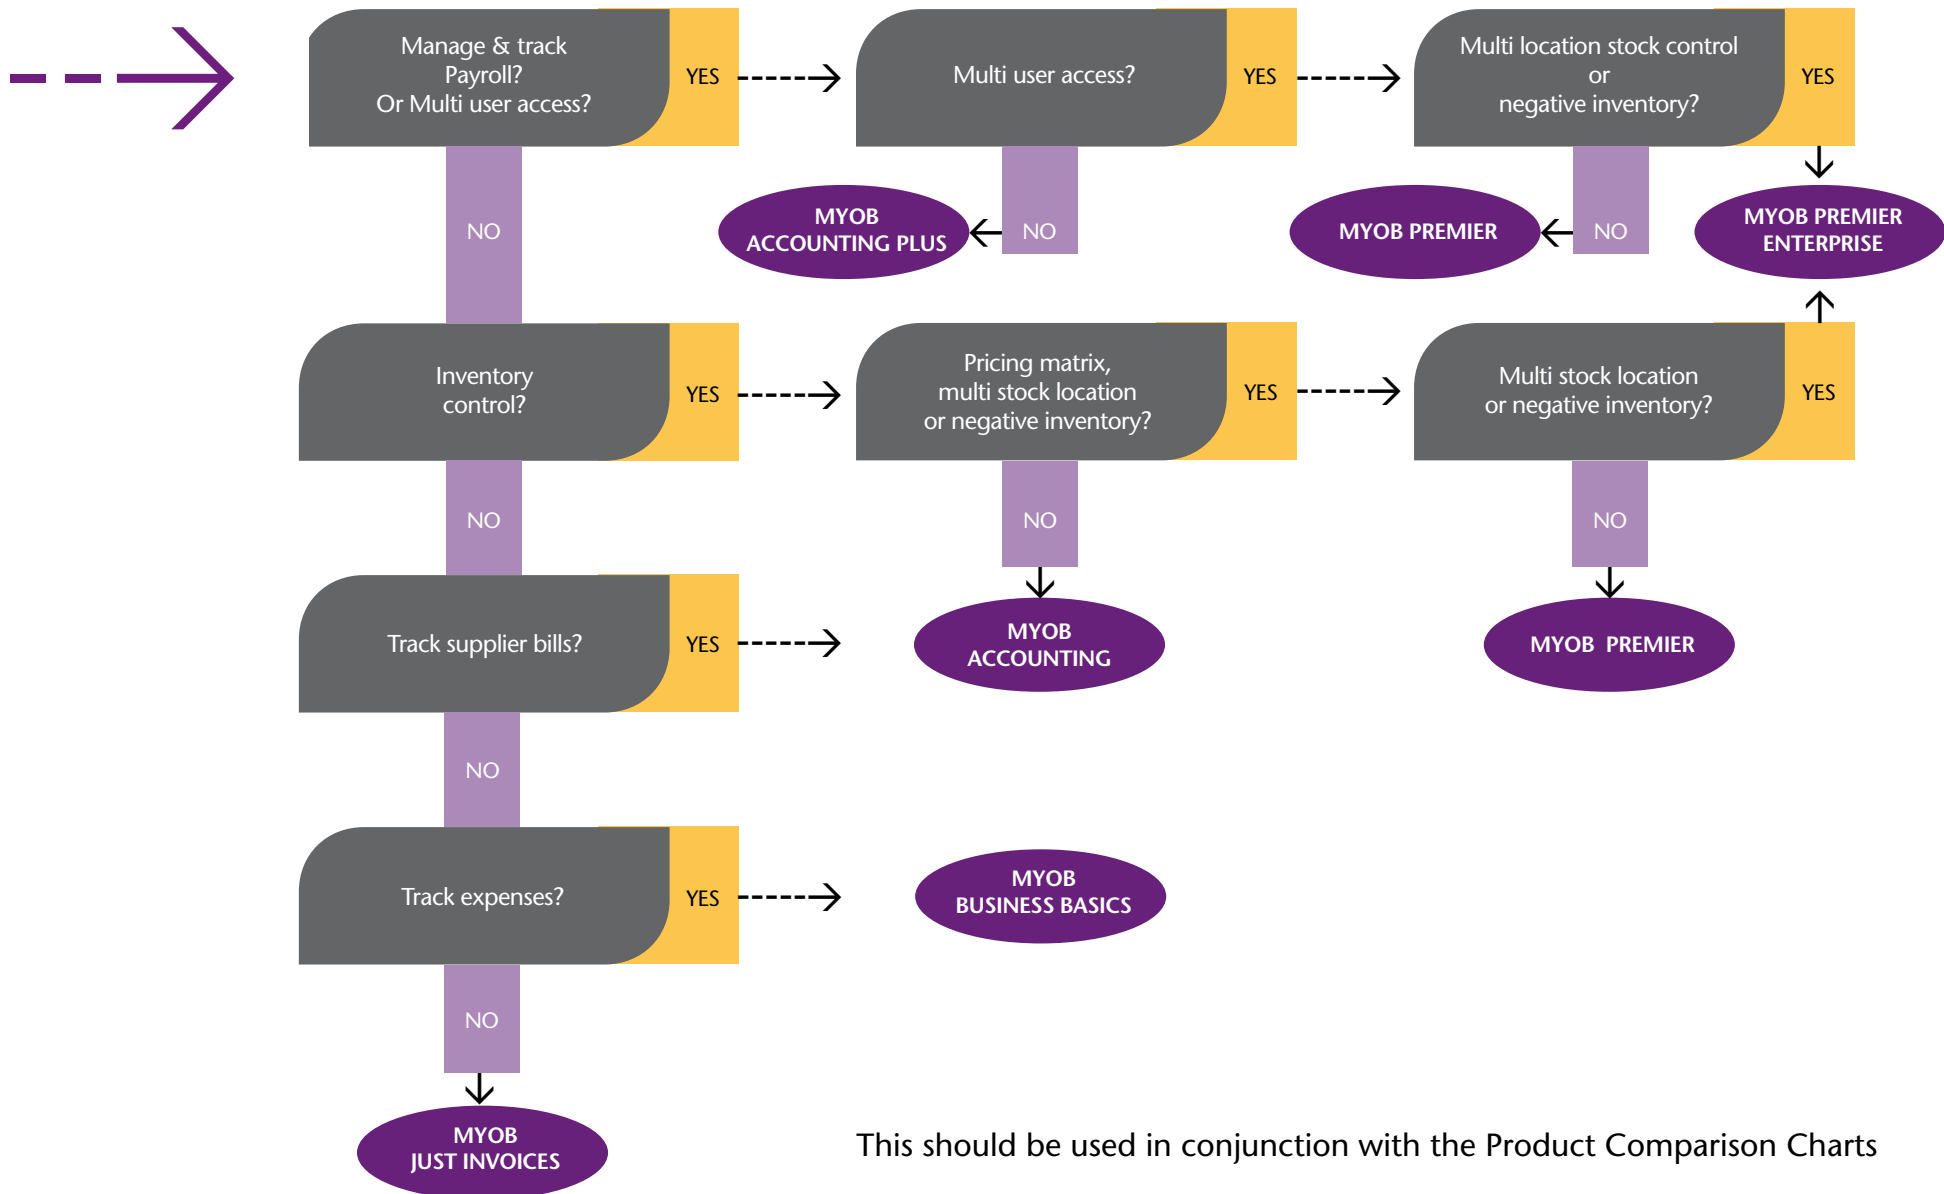 Manage & track
Payroll?
Or Multi user access?
YES
Multi user access?
YES
Multi location stock control
or
negative inventory?
YES
NO
MYOB
ACCOUNTING PLUS
NO
MYOB PREMIER
NO
MYOB PREMIER
ENTERPRISE
Inventory
control?
YES
Pricing matrix,
multi stock location
or negative inventory?
YES
Multi stock location
or negative inventory?
YES
NO
NO
NO
Track supplier bills?
YES
MYOB
ACCOUNTING
MYOB PREMIER
NO
Track expenses?
YES
MYOB
BUSINESS BASICS
NO
MYOB
JUST INVOICES
This should be used in conjunction with the Product Comparison Charts